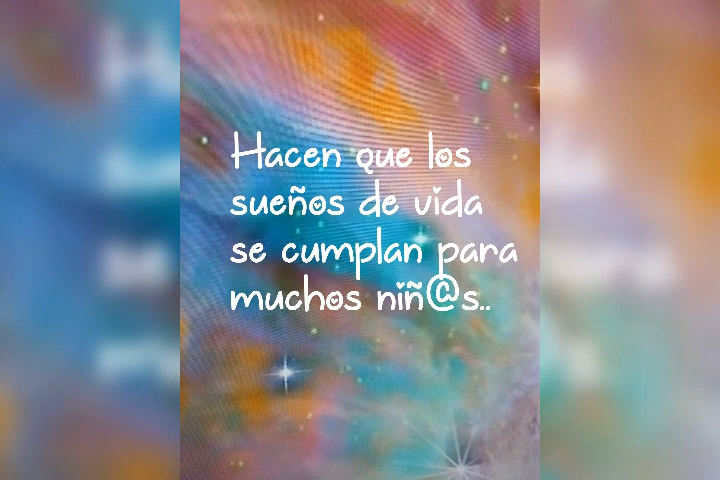 Hacen que los
sueños de vida
se cumplan para
muchos niñ@s..